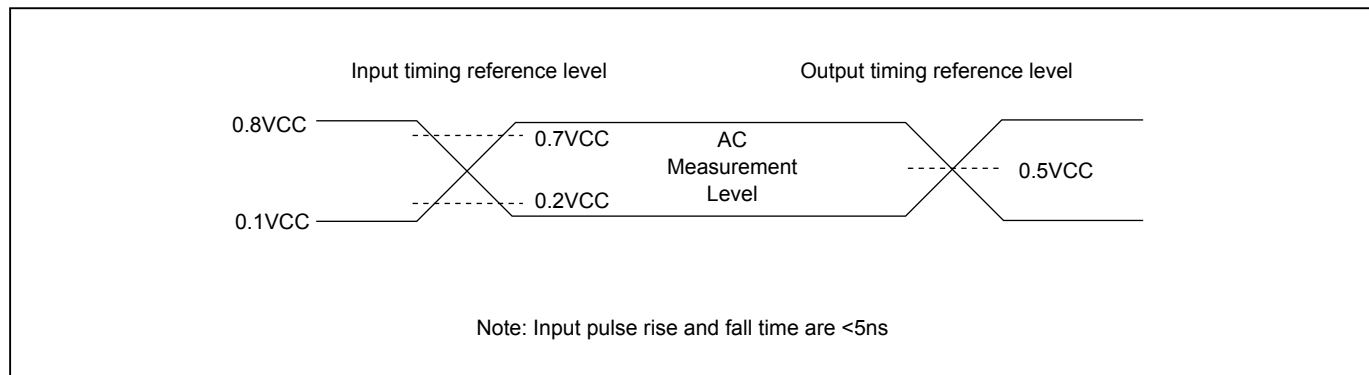 Input timing reference level
Output timing reference level
0.8VCC
0.7VCC
AC
Measurement
Level
0.5VCC
0.2VCC
0.1VCC
Note: Input pulse rise and fall time are <5ns